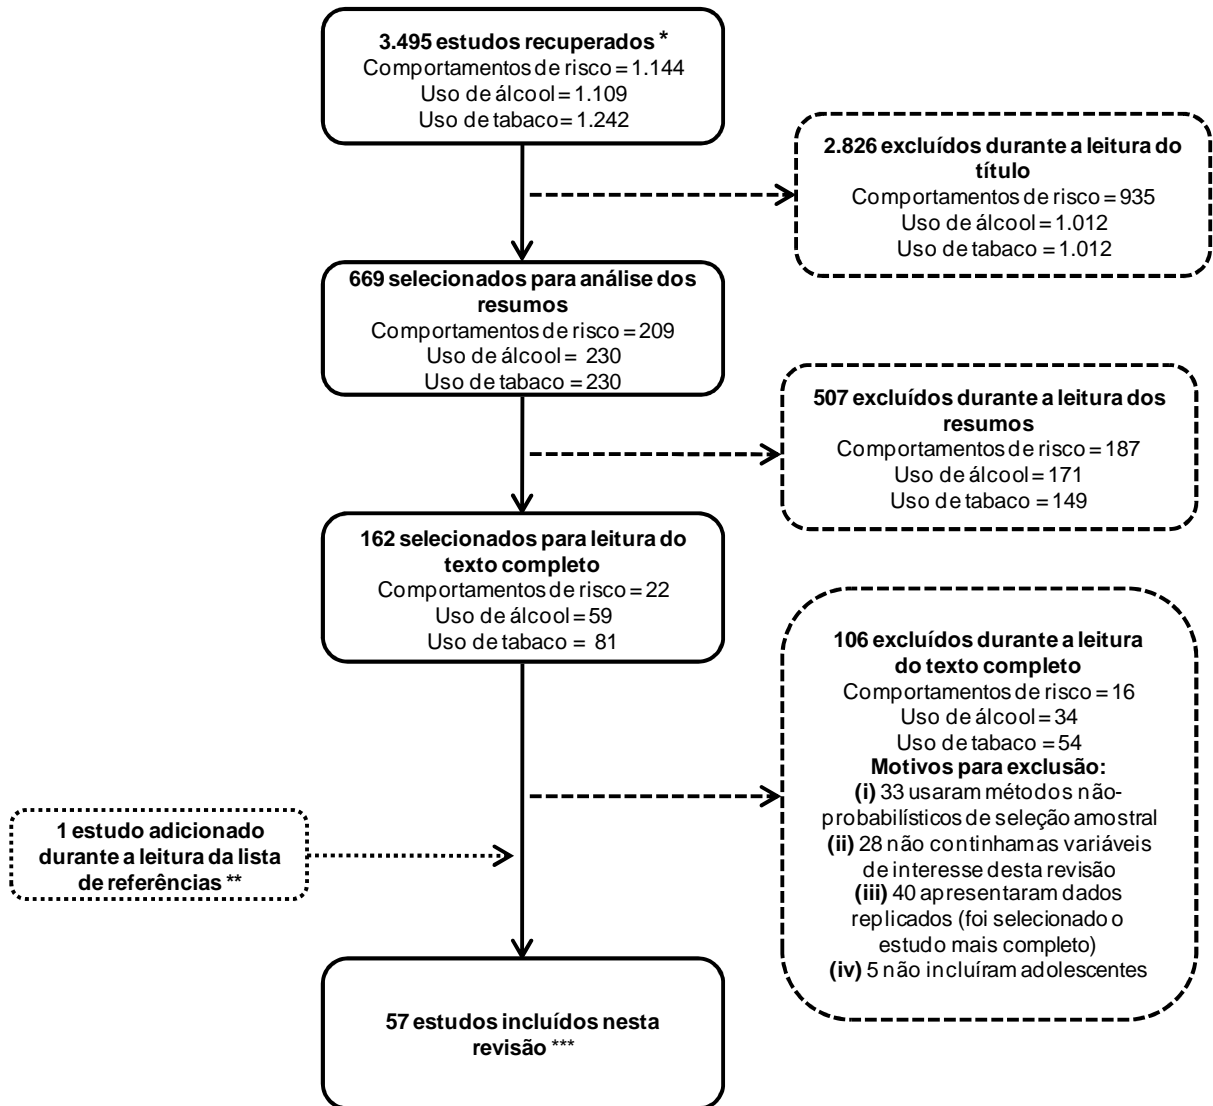 3.495 estudos recuperados *
Comportamentos de risco = 1.144
Uso de álcool = 1.109
Uso de tabaco = 1.242
2.826 excluídos durante a leitura do
título
Comportamentos de risco = 935
Uso de álcool = 1.012
Uso de tabaco = 1.012
669 selecionados para análise dos
resumos
Comportamentos de risco = 209
Uso de álcool = 230
Uso de tabaco = 230
507 excluídos durante a leitura dos
resumos
Comportamentos de risco = 187
Uso de álcool = 171
Uso de tabaco = 149
162 selecionados para leitura do
texto completo
Comportamentos de risco = 22
Uso de álcool = 59
Uso de tabaco = 81
106 excluídos durante a leitura
do texto completo
Comportamentos de risco = 16
Uso de álcool = 34
Uso de tabaco = 54
Motivos para exclusão:
(i) 33 usaram métodos não-
probabilísticos de seleção amostral
(ii) 28 não continham as variáveis
de interesse desta revisão
(iii) 40 apresentaram dados
replicados (foi selecionado o
estudo mais completo)
(iv) 5 não incluíram adolescentes
1 estudo adicionado
durante a leitura da lista
de referências **
57 estudos incluídos nesta
revisão ***